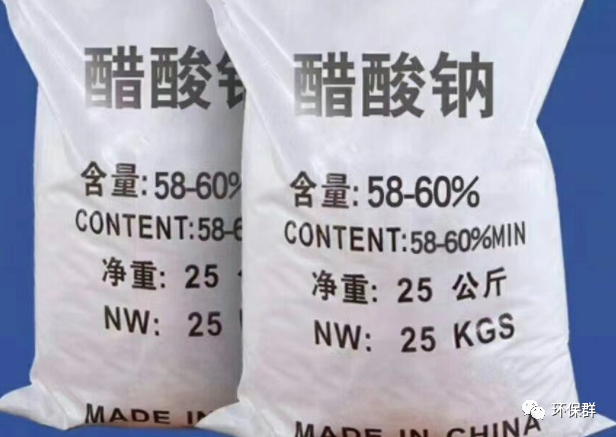 醋酸钠
含量: 58-60%
CONTENT:58-6
净重: 25
NW: 25
MADE IN
醋酸钠
含量: 58-60%
CONTENT:58-60%MIN
净重: 25 公斤
NW: 25 KGS
MADE IN CHINA
环保群